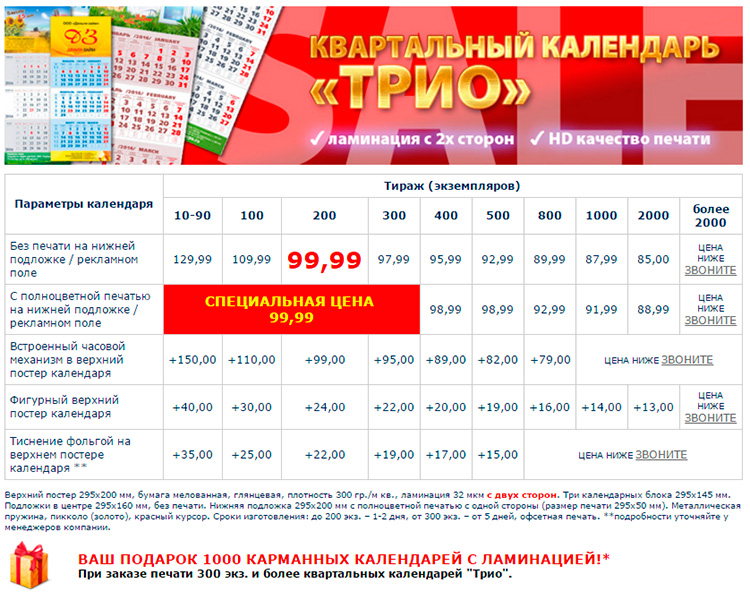 КВАРТАЛЬНЫЙ КАЛЕНДАРЬ
«ТРИО»
✓ ламинация с 2х сторон ✓ HD качество печати
SALE
Параметры календаря
Тираж (экземпляров)
10-90 100 200 300 400 500 800 1000 2000 более 2000
Без печати на нижней
подложке / рекламном
поле
129,99 109,99 99,99 97,99 95,99 92,99 89,99 87,99 85,00
ЦЕНА
НИЖЕ
ЗВОНИТЕ
С полноцветной печатью
на нижней подложке /
рекламном поле
СПЕЦИАЛЬНАЯ ЦЕНА
99,99
98,99 98,99 92,99 91,99 88,99
ЦЕНА
НИЖЕ
ЗВОНИТЕ
Встроенный часовой
механизм в верхний
постер календаря
+150,00 +110,00 +99,00 +95,00 +89,00 +82,00 +79,00 ЦЕНА НИЖЕ ЗВОНИТЕ
Фигурный верхний
постер календаря
+40,00 +30,00 +24,00 +22,00 +20,00 +19,00 +16,00 +14,00 +13,00
ЦЕНА
НИЖЕ
ЗВОНИТЕ
Тиснение фольгой на
верхнем постере
календаря **
+35,00 +25,00 +22,00 +19,00 +17,00 +15,00 ЦЕНА НИЖЕ ЗВОНИТЕ
Верхний постер 295х200 мм, бумага мелованная, глянцевая, плотность 300 гр./м кв., ламинация 32 мкм с двух сторон. Три календарных блока 295х145 мм.
Подложки в центре 295х160 мм, без печати. Нижняя подложка 295х200 мм с полноцветной печатью с одной стороны (размер печати 295х50 мм). Металлическая
пружина, пикколо (золото), красный курсор. Сроки изготовления: до 200 экз. – 1-2 дня, от 300 экз. – от 5 дней, офсетная печать. **подробности уточняйте у
менеджеров компании.
ВАШ ПОДАРОК 1000 КАРМАННЫХ КАЛЕНДАРЕЙ С ЛАМИНАЦИЕЙ!*
При заказе печати 300 экз. и более квартальных календарей "Трио".